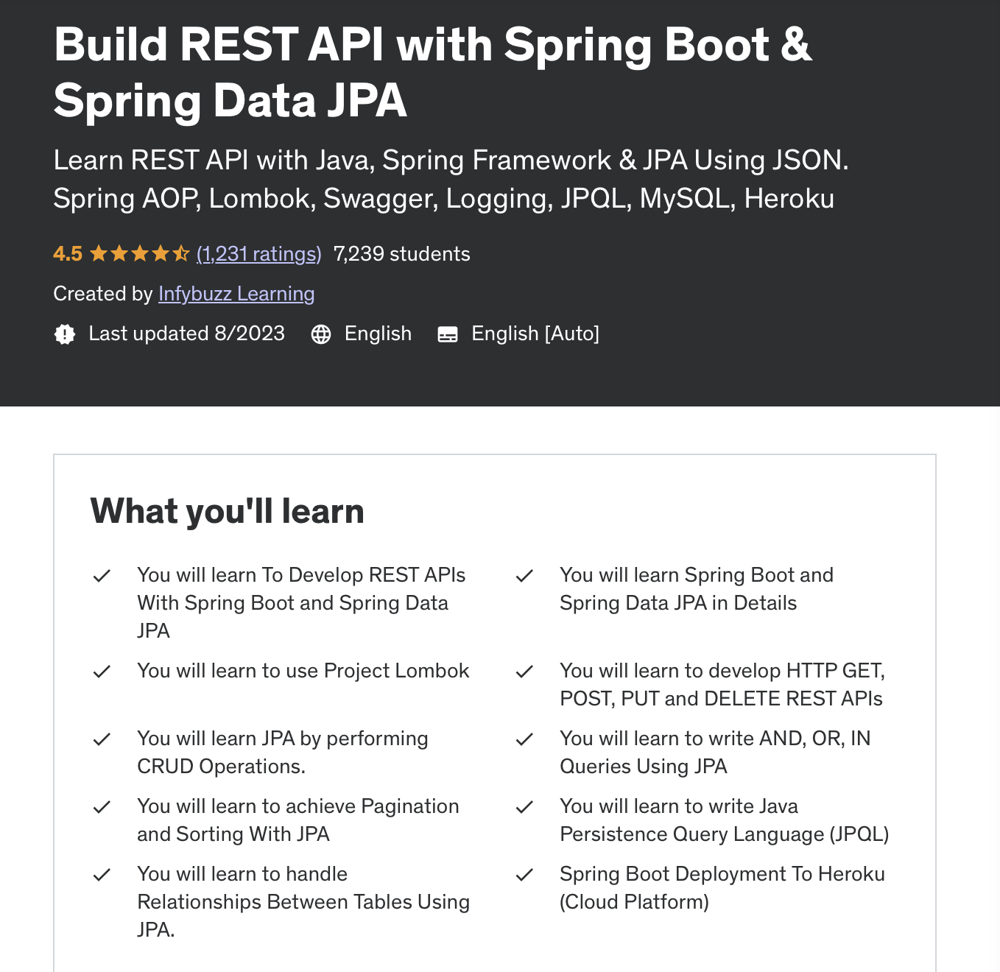 Build REST API with Spring Boot &
Spring Data JPA
Learn REST API with Java, Spring Framework & JPA Using JSON.
Spring AOP, Lombok, Swagger, Logging, JPQL, MySQL, Heroku
4.5 (1,231 ratings) 7,239 students
Created by Infybuzz Learning
Last updated 8/2023 English English [Auto]
What you'll learn
You will learn To Develop REST APIs
With Spring Boot and Spring Data
JPA
You will learn Spring Boot and
Spring Data JPA in Details
You will learn to use Project Lombok
You will learn to develop HTTP GET,
POST, PUT and DELETE REST APIs
You will learn JPA by performing
CRUD Operations.
You will learn to write AND, OR, IN
Queries Using JPA
You will learn to achieve Pagination
and Sorting With JPA
You will learn to write Java
Persistence Query Language (JPQL)
You will learn to handle
Relationships Between Tables Using
JPA.
Spring Boot Deployment To Heroku
(Cloud Platform)